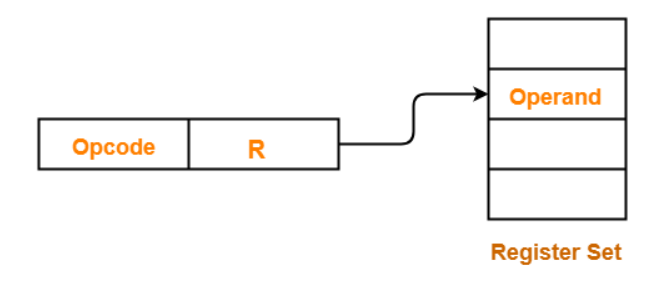 Opcode
R
Operand
Register Set